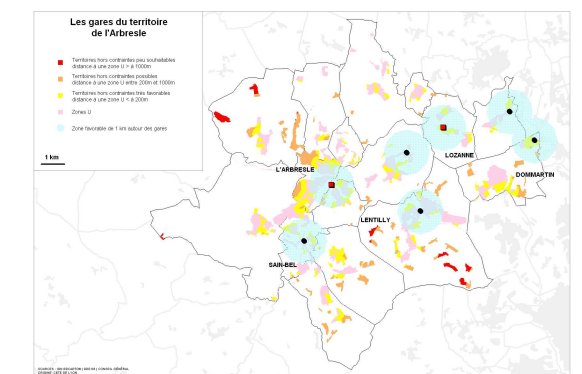 Les gares du territoire
de l'Arbresle
Territoires hors contraintes peu souhaitables
distance à une zone U > à 1000m
Territoires hors contraintes possibles
distance à une zone U entre 200m et 1000m
Territoires hors contraintes très favorables
distance à une zone U < à 200m
Zones U
Zone favorable de 1 km autour des gares
1 km
L'ARBRESLE
LOZANNE
DOMMARTIN
LENTILLY
SAIN-BEL
CONSEIL GÉNÉRAL